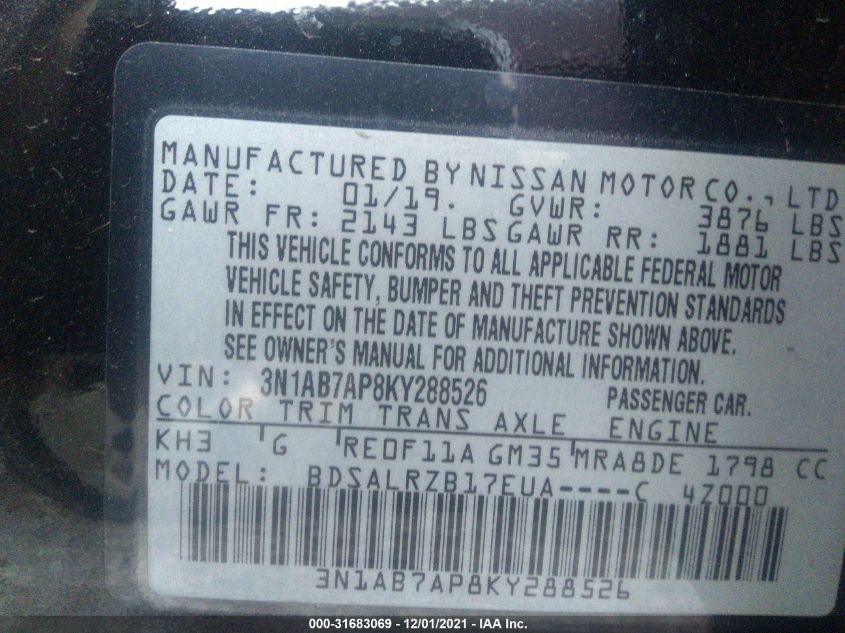 MANUFACTURED BY NISSAN MOTOR CO., LTD
DATE: 01/19. GVWR: 3876 LBS
GAWR FR: 2143 LBS GAWR RR: 1881 LBS
THIS VEHICLE CONFORMS TO ALL APPLICABLE FEDERAL MOTOR
VEHICLE SAFETY, BUMPER AND THEFT PREVENTION STANDARDS
IN EFFECT ON THE DATE OF MANUFACTURE SHOWN ABOVE.
SEE OWNER'S MANUAL FOR ADDITIONAL INFORMATION.
VIN: 3N1AB7AP8KY288526 PASSENGER CAR.
COLOR TRIM TRANS AXLE ENGINE
KH3 G RE0F11A GM35 MRA8DE 1798 CC
MODEL: BDSALRZB17EUA----C 4Z000
3N1AB7AP8KY288526
000-31683069 - 12/01/2021 - IAA Inc.